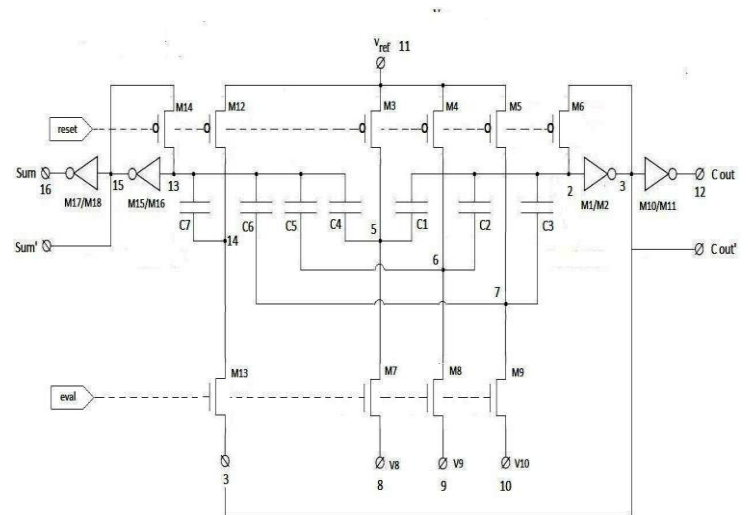 Vref 11
M14
M12
M3
M4
M5
M6
reset
Sum
16
15
13
2
3
C out
12
M17/M18
M15/M16
M1/M2
M10/M11
C7
C6
C5
C4
5
C1
C2
C3
14
Sum'
C out'
6
7
M13
M7
M8
M9
eval
3
V8
8
V9
9
V10
10